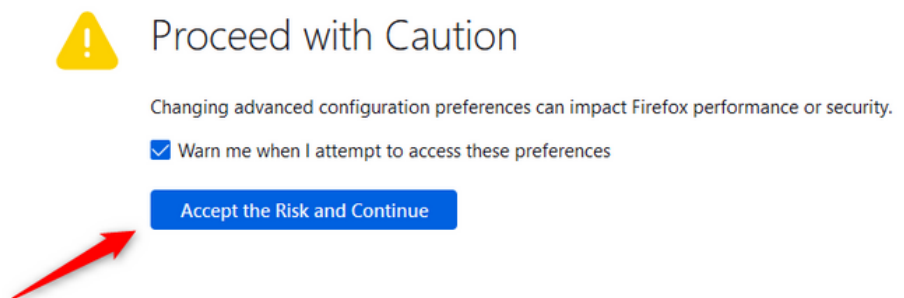 Proceed with Caution
Changing advanced configuration preferences can impact Firefox performance or security.
Warn me when I attempt to access these preferences
Accept the Risk and Continue